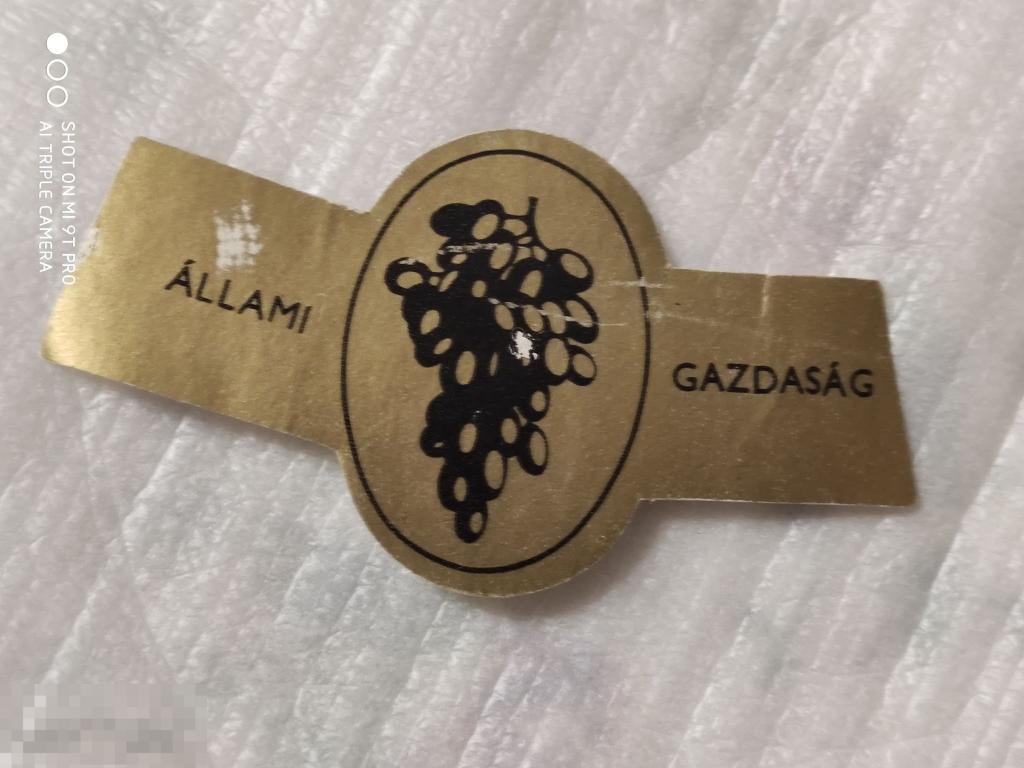 ÁLLAMI
GAZDASÁG
SHOT ON MI 9T PRO
AI TRIPLE CAMERA